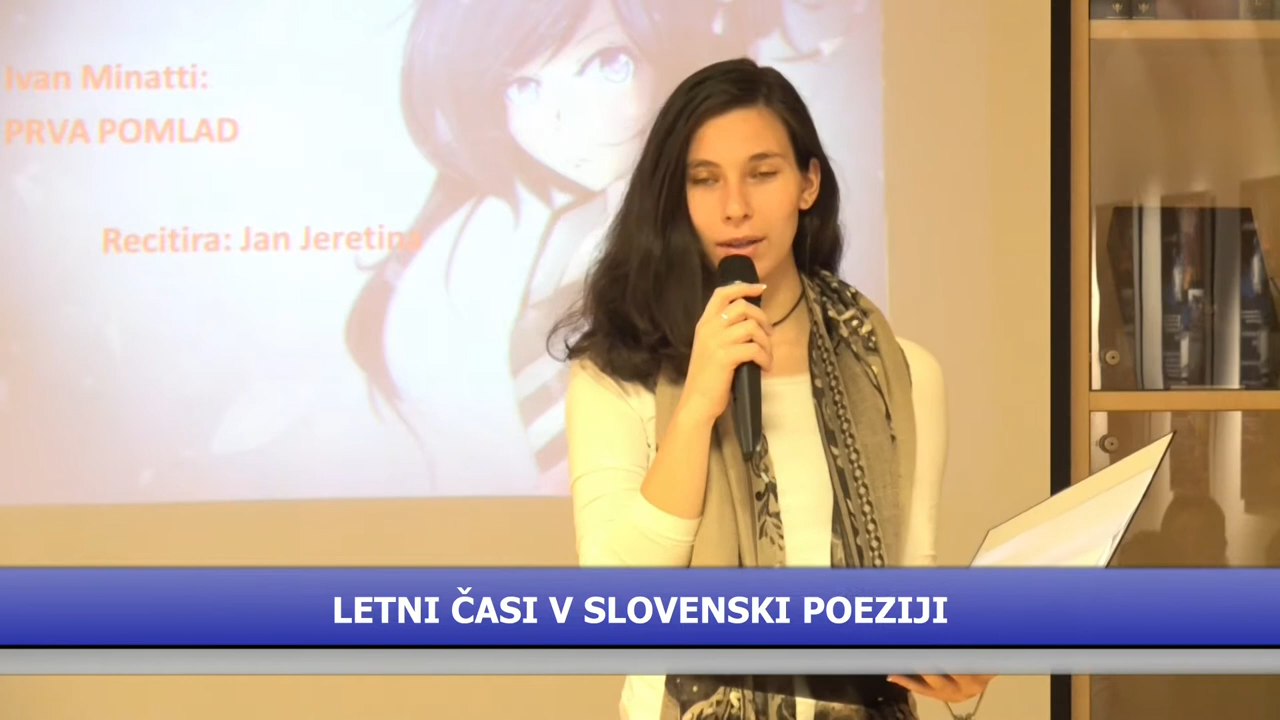 Ivan Minatti:
PRVA POMLAD
Recitira: Jan Jeretina
LETNI ČASI V SLOVENSKI POEZIJI